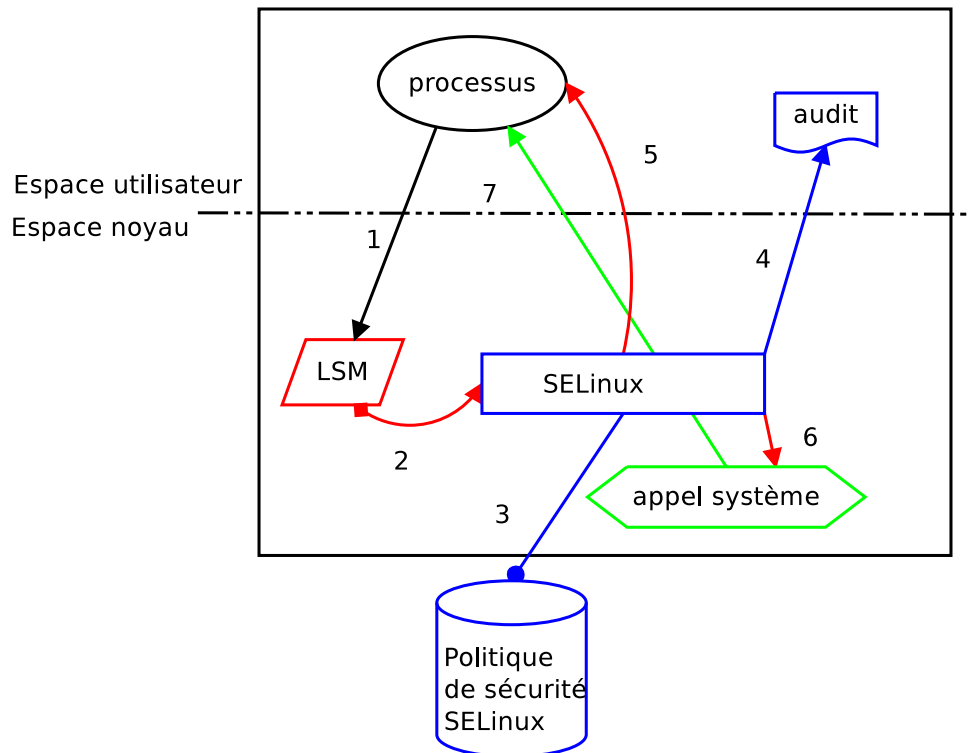 processus
audit
5
Espace utilisateur
7
Espace noyau
1
4
LSM
SELinux
6
2
appel système
3
Politique
de sécurité
SELinux